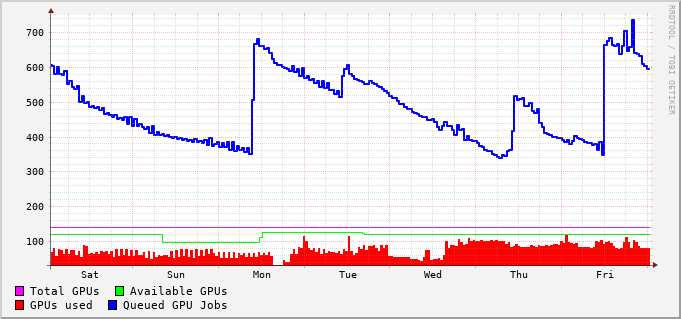 700
600
500
400
300
200
100
Sat Sun Mon Tue Wed Thu Fri
Total GPUs Available GPUs
GPUs used Queued GPU Jobs
RRDTOOL / TOBI OETIKER